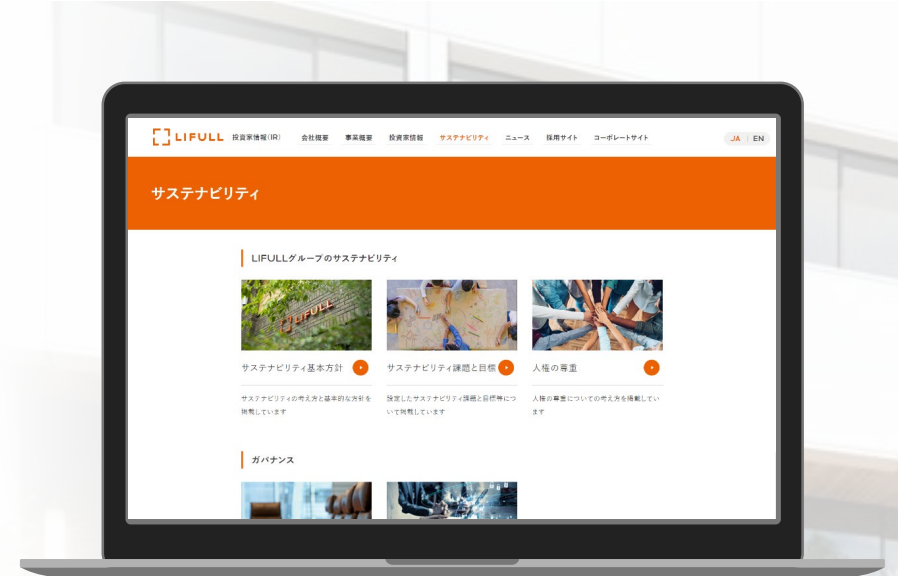 LIFULL 投資家情報(IR) 会社概要 事業概要 投資家情報 サステナビリティ ニュース 採用サイト コーポレートサイト JA EN
サステナビリティ
LIFULLグループのサステナビリティ
LIFULL
サステナビリティ基本方針 サステナビリティ課題と目標 人権の尊重
サステナビリティの考え方と基本的な方針を 設定したサステナビリティ課題と目標等につ 人権の尊重についての考え方を掲載してい
掲載しています いて掲載しています ます
ガバナンス